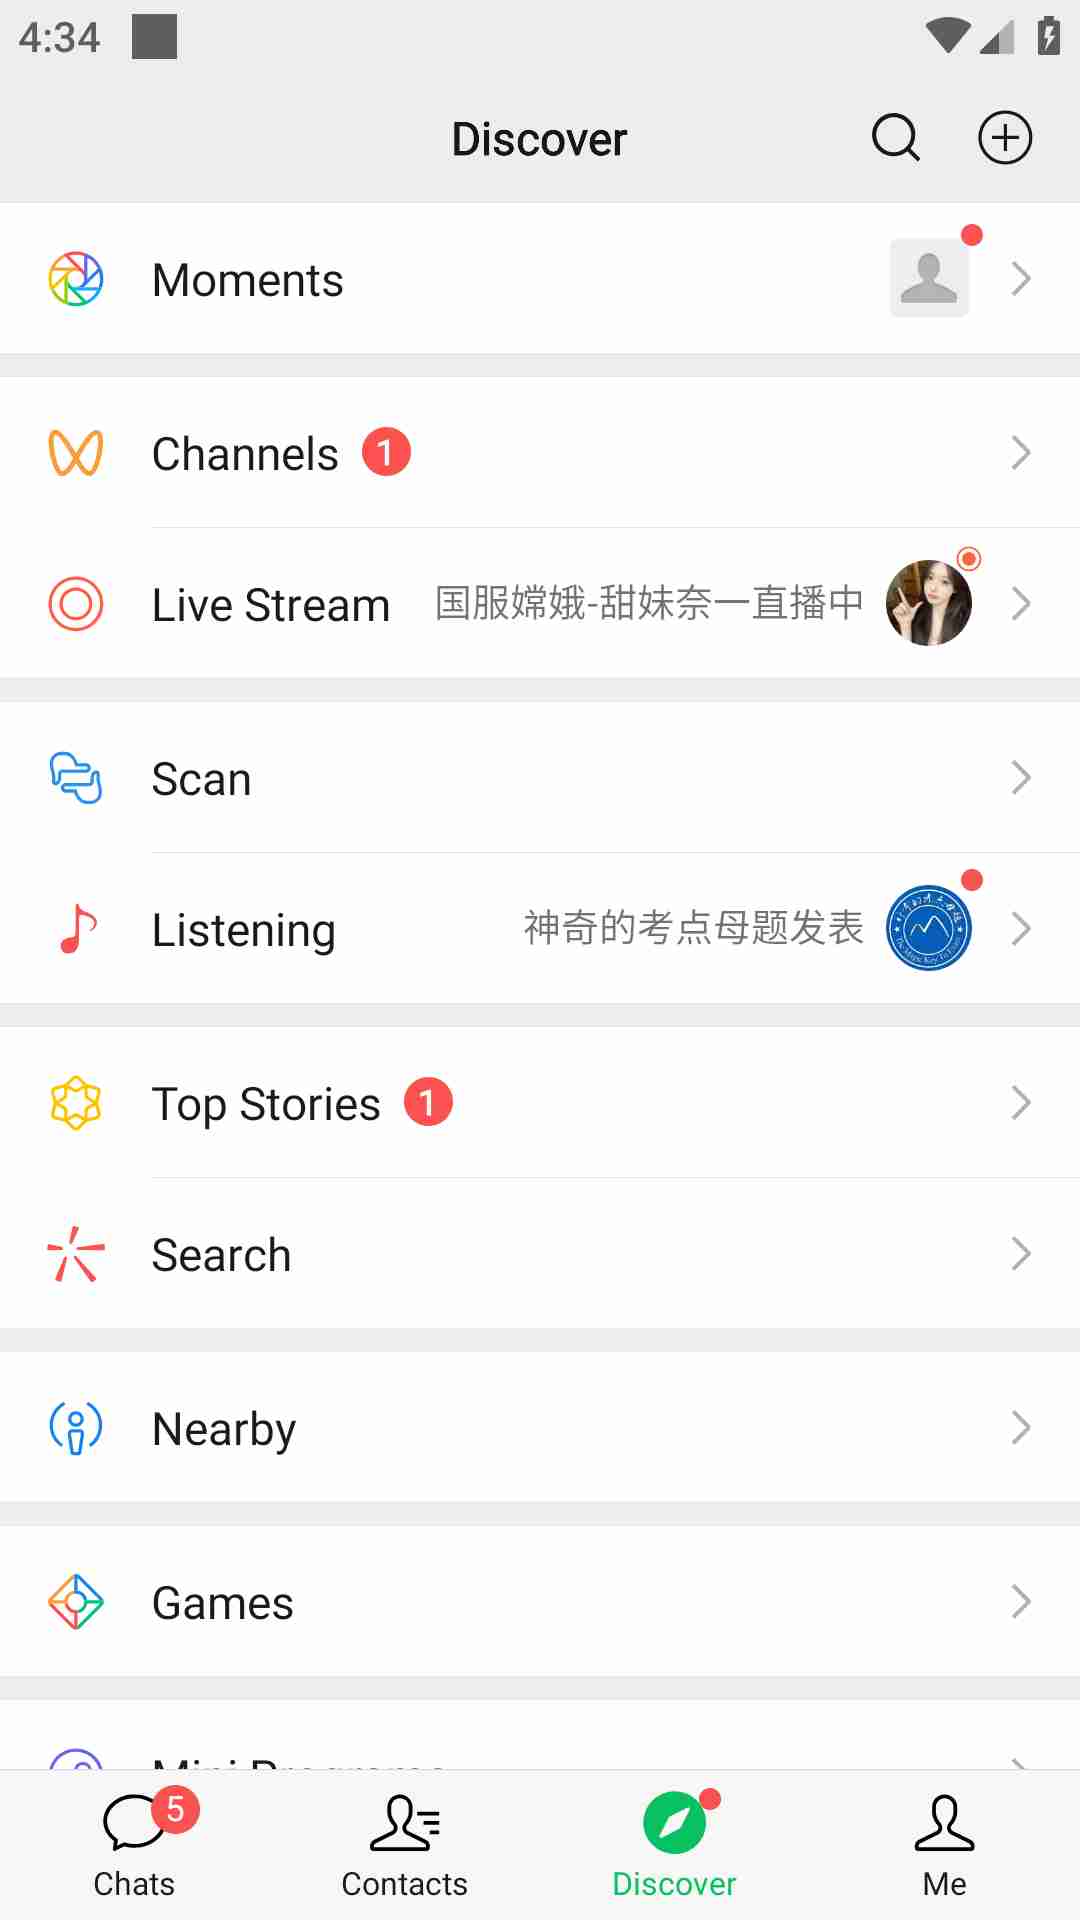 4:34
Discover
Moments
Channels 1
Live Stream 国服嫦娥-甜妹奈一直播中
Scan
Listening 神奇的考点母题发表
Top Stories 1
Search
Nearby
Games
Mini Programs
5
Chats Contacts Discover Me